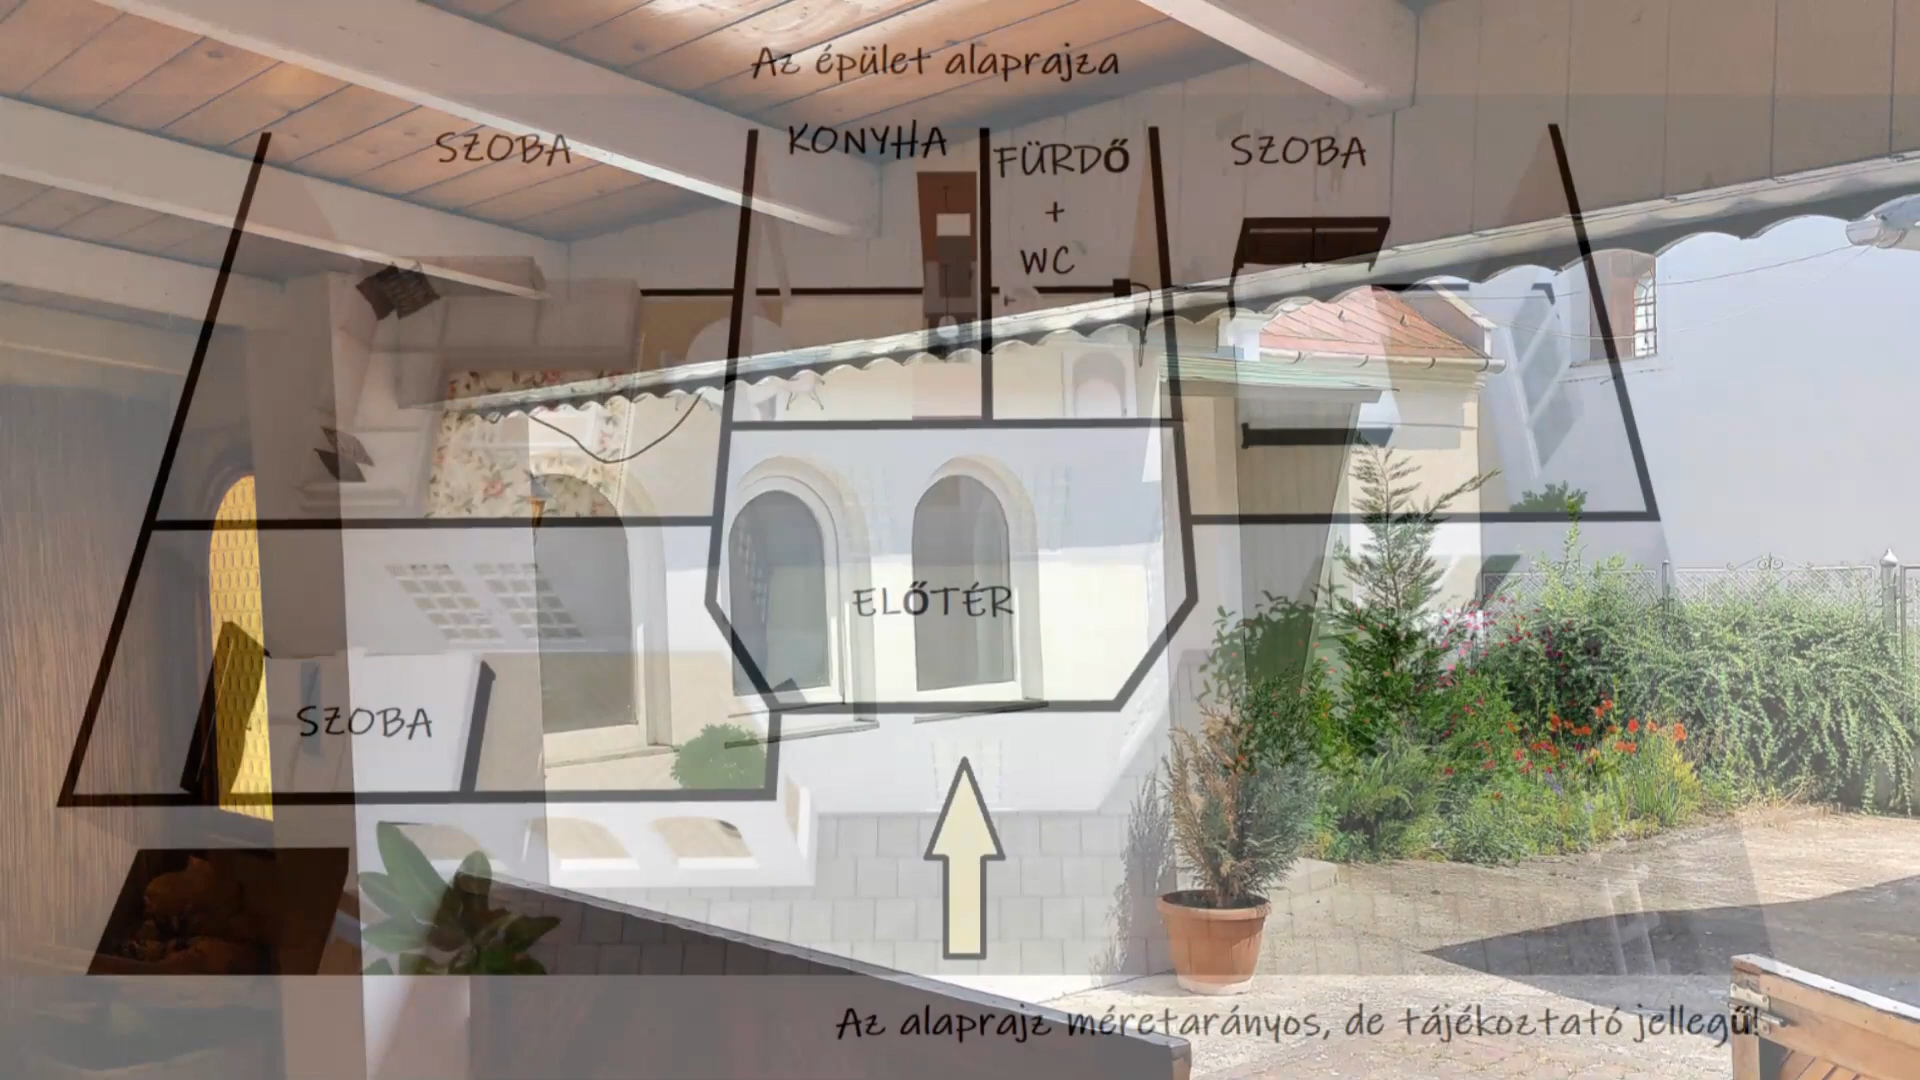 Az épület alaprajza
SZOBA
KONYHA
FÜRDŐ
+
WC
SZOBA
ELŐTÉR
SZOBA
Az alaprajz méretarányos, de tájékoztató jellegű!